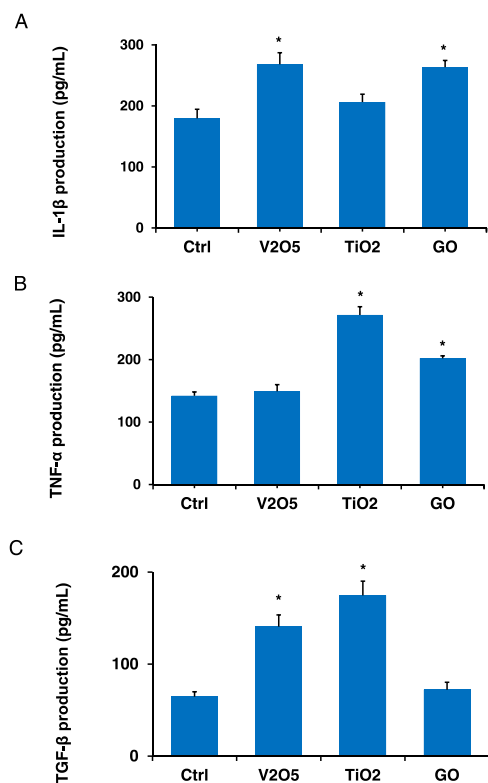 A
IL-1β production (pg/mL)
300
200
100
0
*
*
Ctrl V2O5 TiO2 GO
B
TNF-α production (pg/mL)
300
200
100
0
*
*
Ctrl V2O5 TiO2 GO
C
TGF-β production (pg/mL)
200
100
0
*
*
Ctrl V2O5 TiO2 GO